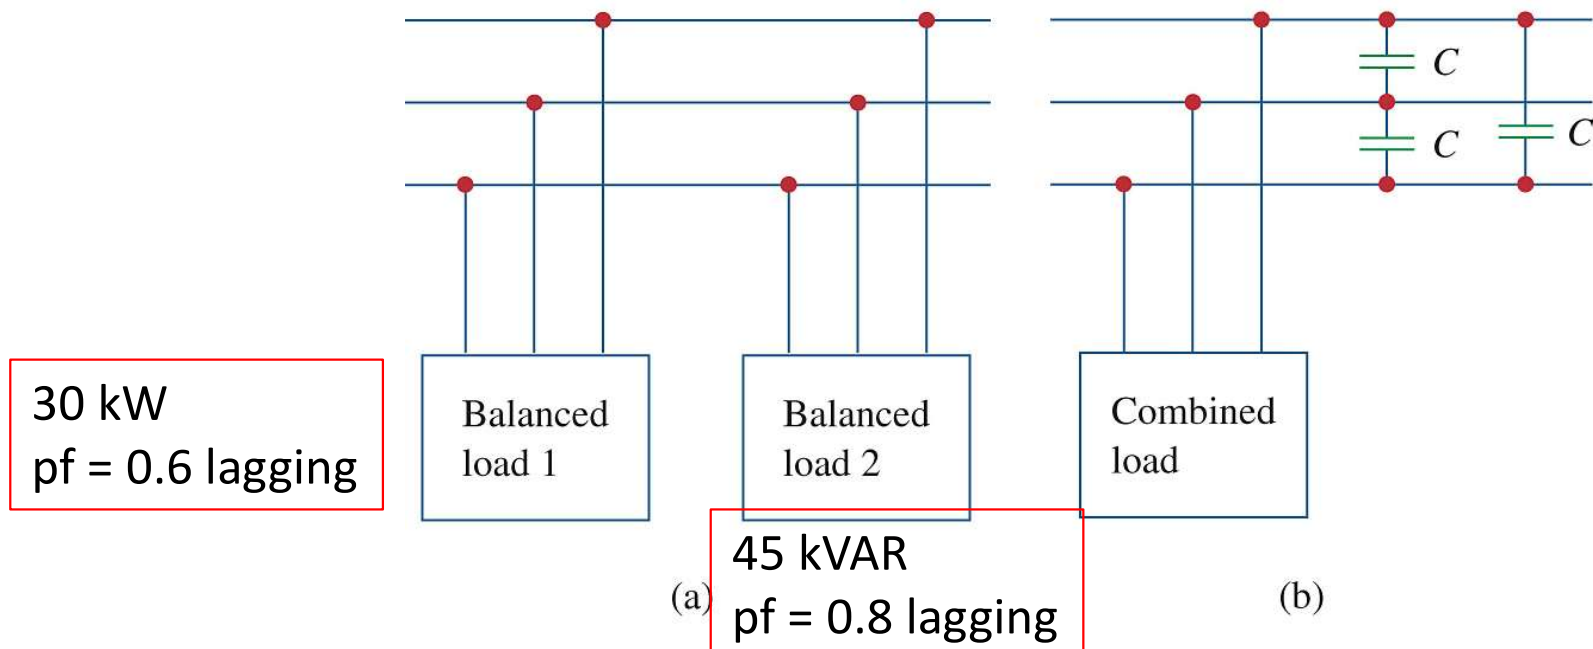 C
C
C
30 kW
pf = 0.6 lagging
Balanced
load 1
Balanced
load 2
Combined
load
45 kVAR
pf = 0.8 lagging
(a)
(b)